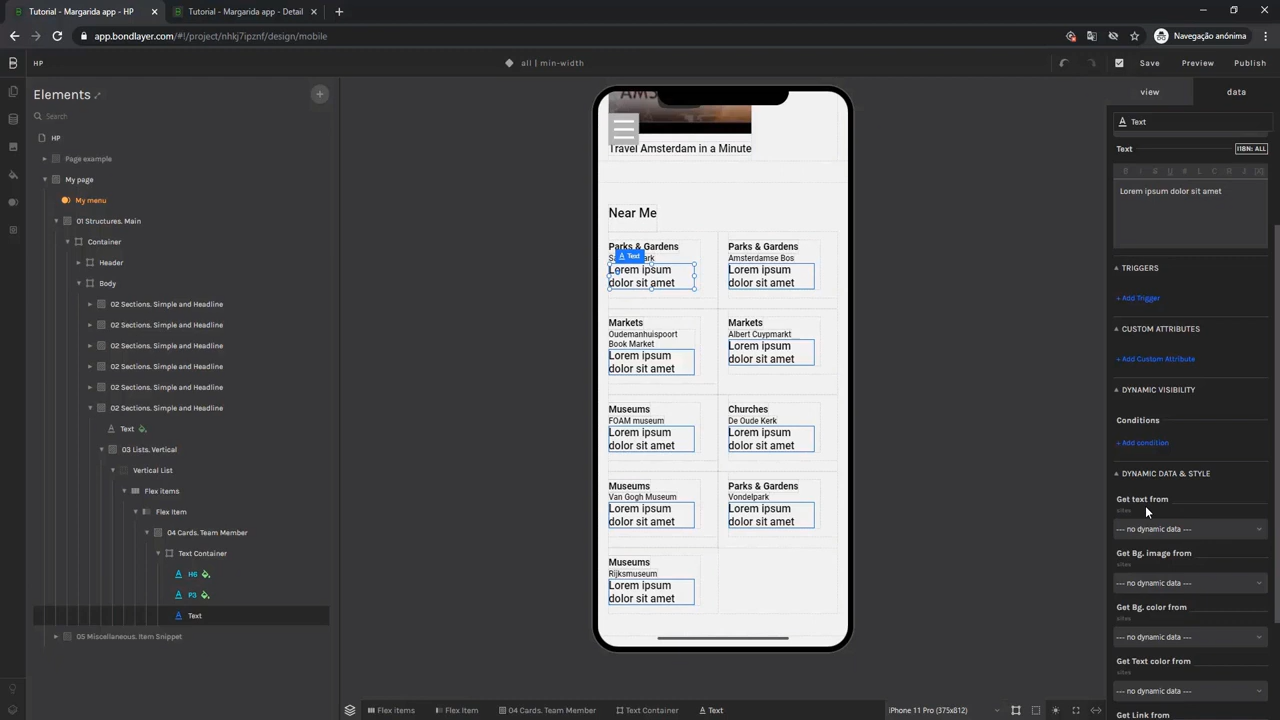 Tutorial - Margarida app - HP
Tutorial - Margarida app - Detail
app.bondlayer.com/#!/project/nhkj7ipznf/design/mobile
Navegação anónima
HP
all | min-width
Save
Preview
Publish
Elements
view
data
Search
Text
HP
Text
I18N: ALL
Page example
B I S U A L C R T
My page
Lorem ipsum dolor sit amet
My menu
01 Structures. Main
Container
Header
Body
02 Sections. Simple and Headline
02 Sections. Simple and Headline
02 Sections. Simple and Headline
02 Sections. Simple and Headline
02 Sections. Simple and Headline
02 Sections. Simple and Headline
Text
03 Lists. Vertical
Vertical List
Flex items
Flex Item
04 Cards. Team Member
Text Container
H6
P3
Text
05 Miscellaneous. Item Snippet
Travel Amsterdam in a Minute
Near Me
Parks & Gardens
Text
Lorem ipsum
dolor sit amet
Parks & Gardens
Amsterdamse Bos
Lorem ipsum
dolor sit amet
Markets
Oudemanhuispoort
Book Market
Lorem ipsum
dolor sit amet
Markets
Albert Cuypmarkt
Lorem ipsum
dolor sit amet
Museums
FOAM museum
Lorem ipsum
dolor sit amet
Churches
De Oude Kerk
Lorem ipsum
dolor sit amet
Museums
Van Gogh Museum
Lorem ipsum
dolor sit amet
Parks & Gardens
Vondelpark
Lorem ipsum
dolor sit amet
Museums
Rijksmuseum
Lorem ipsum
dolor sit amet
TRIGGERS
+ Add Trigger
CUSTOM ATTRIBUTES
+ Add Custom Attribute
DYNAMIC VISIBILITY
Conditions
+ Add condition
DYNAMIC DATA & STYLE
Get text from
sites
--- no dynamic data ---
Get Bg. image from
sites
--- no dynamic data ---
Get Bg. color from
sites
--- no dynamic data ---
Get Text color from
sites
--- no dynamic data ---
Get Link from
Flex items
Flex Item
04 Cards. Team Member
Text Container
Text
iPhone 11 Pro (375x812)